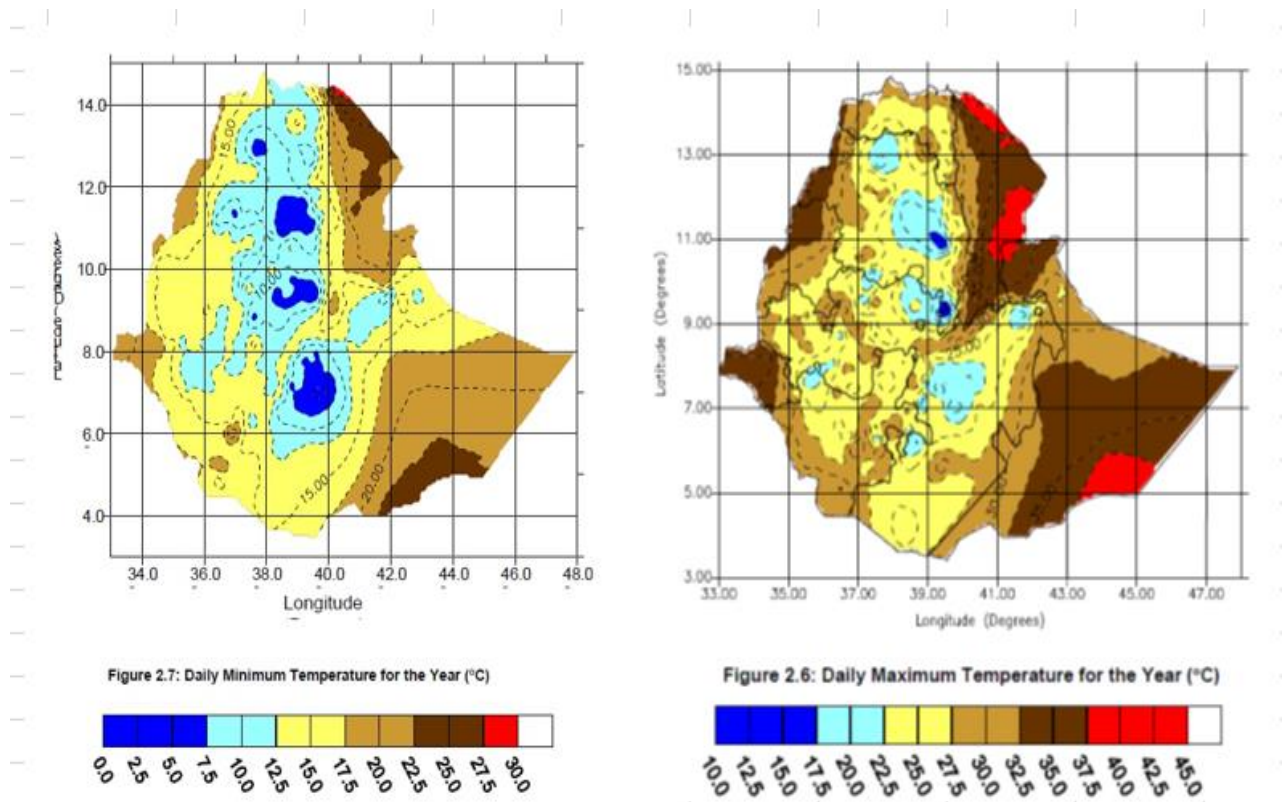 14.0
12.0
10.0
8.0
6.0
4.0
34.0 36.0 38.0 40.0 42.0 44.0 46.0 48.0
Longitude
15.00
10.00
15.00
20.00
Figure 2.7: Daily Minimum Temperature for the Year (°C)
0.0 2.5 5.0 7.5 10.0 12.5 15.0 17.5 20.0 22.5 25.0 27.5 30.0
15.00
13.00
11.00
9.00
7.00
5.00
3.00
33.00 35.00 37.00 39.00 41.00 43.00 45.00 47.00
Latitude (Degrees)
Longitude (Degrees)
25.00
Figure 2.6: Daily Maximum Temperature for the Year (°C)
10.0 12.5 15.0 17.5 20.0 22.5 25.0 27.5 30.0 32.5 35.0 37.5 40.0 42.5 45.0